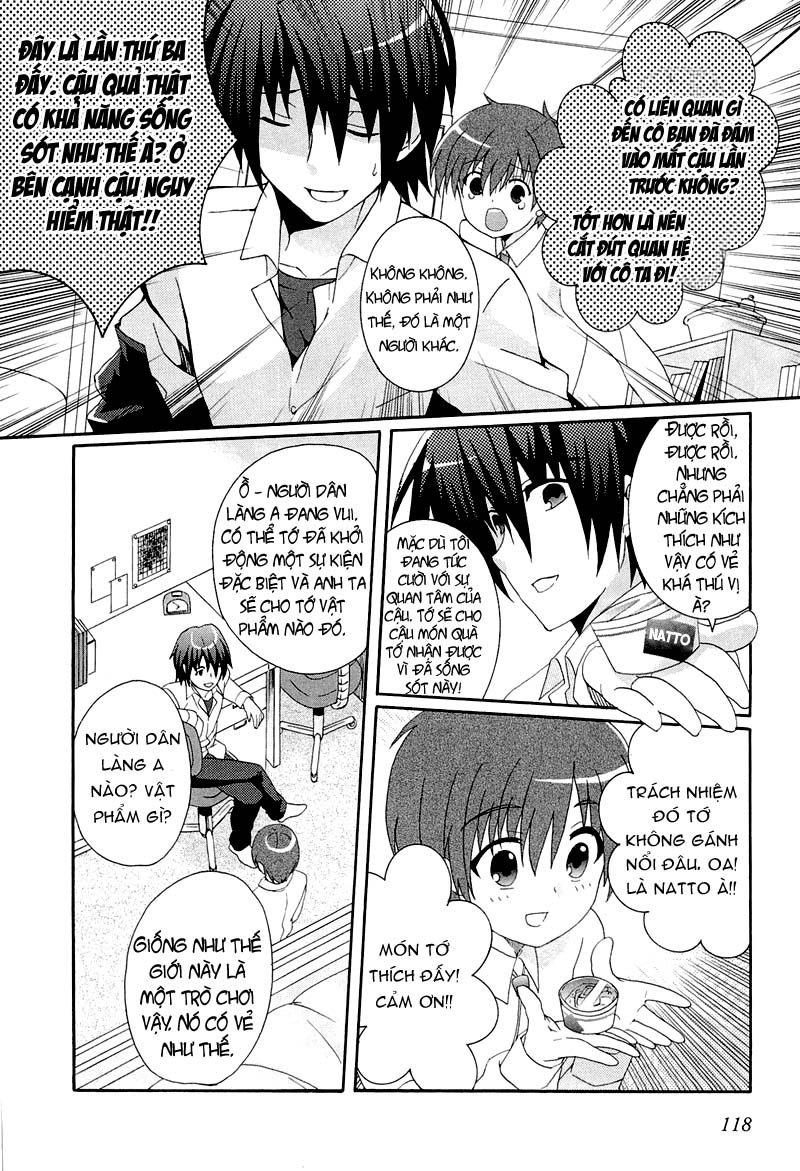 CÓ LIÊN QUAN GÌ
ĐẾN CÔ BẠN ĐÃ ĐÂM
VÀO MẮT CẬU LẦN
TRƯỚC KHÔNG?
TỐT HƠN LÀ NÊN
CẮT ĐỨT QUAN HỆ
VỚI CÔ TA ĐI!
KHÔNG KHÔNG.
KHÔNG PHẢI NHƯ
THẾ, ĐÓ LÀ MỘT
NGƯỜI KHÁC.
ĐÂY LÀ LẦN THỨ BA
ĐẤY. CẬU QUẢ THẬT
CÓ KHẢ NĂNG SỐNG
SÓT NHƯ THẾ À? Ở
BÊN CẠNH CẬU NGUY
HIỂM THẬT!!
ĐƯỢC RỒI,
ĐƯỢC RỒI.
NHƯNG
CHẲNG PHẢI
NHỮNG KÍCH
THÍCH NHƯ
VẬY CÓ VẺ
KHÁ THÚ VỊ
À?
NATTO
MẶC DÙ TÔI
ĐANG TỨC
CƯỜI VỚI SỰ
QUAN TÂM CỦA
CẬU. TỚ SẼ CHO
CẬU MÓN QUÀ
TỚ NHẬN ĐƯỢC
VÌ ĐÃ SỐNG
SÓT NÀY!
TRÁCH NHIỆM
ĐÓ TỚ
KHÔNG GÁNH
NỔI ĐÂU. OA!
LÀ NATTO À!!
MÓN TỚ
THÍCH ĐẤY!
CẢM ƠN!!
Ồ - NGƯỜI DÂN
LÀNG A ĐANG VUI.
CÓ THỂ TỚ ĐÃ KHỞI
ĐỘNG MỘT SỰ KIỆN
ĐẶC BIỆT VÀ ANH TA
SẼ CHO TỚ VẬT
PHẨM NÀO ĐÓ.
NGƯỜI DÂN
LÀNG A
NÀO? VẬT
PHẨM GÌ?
GIỐNG NHƯ THẾ
GIỚI NÀY LÀ
MỘT TRÒ CHƠI
VẬY. NÓ CÓ VẺ
NHƯ THẾ.
118